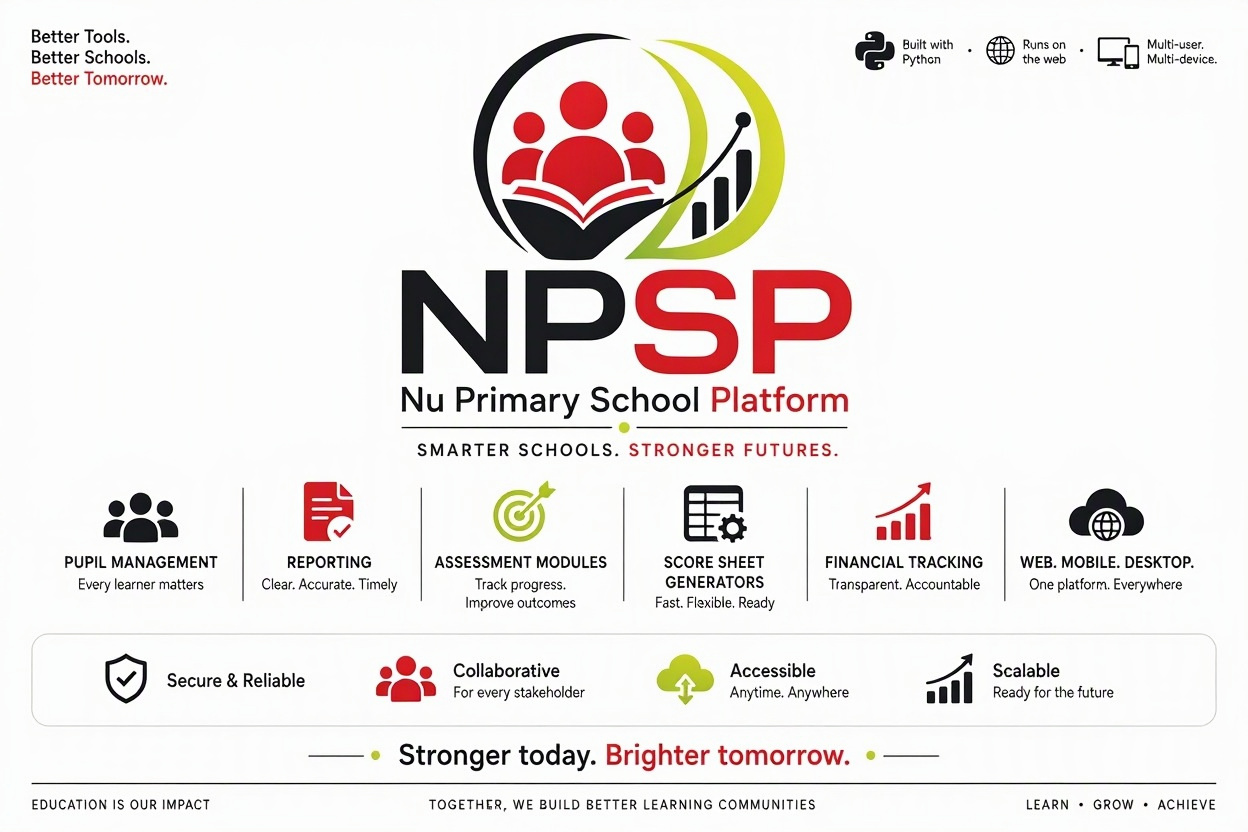 Better Tools.
Better Schools.
Better Tomorrow.
Built with
Python
Runs on
the web
Multi-user.
Multi-device.
NPSP
Nu Primary School Platform
SMARTER SCHOOLS. STRONGER FUTURES.
PUPIL MANAGEMENT
Every learner matters
REPORTING
Clear. Accurate. Timely
ASSESSMENT MODULES
Track progress.
Improve outcomes
SCORE SHEET
GENERATORS
Fast. Flexible. Ready
FINANCIAL TRACKING
Transparent. Accountable
WEB. MOBILE. DESKTOP.
One platform. Everywhere
Secure & Reliable
Collaborative
For every stakeholder
Accessible
Anytime. Anywhere
Scalable
Ready for the future
Stronger today. Brighter tomorrow.
EDUCATION IS OUR IMPACT
TOGETHER, WE BUILD BETTER LEARNING COMMUNITIES
LEARN • GROW • ACHIEVE